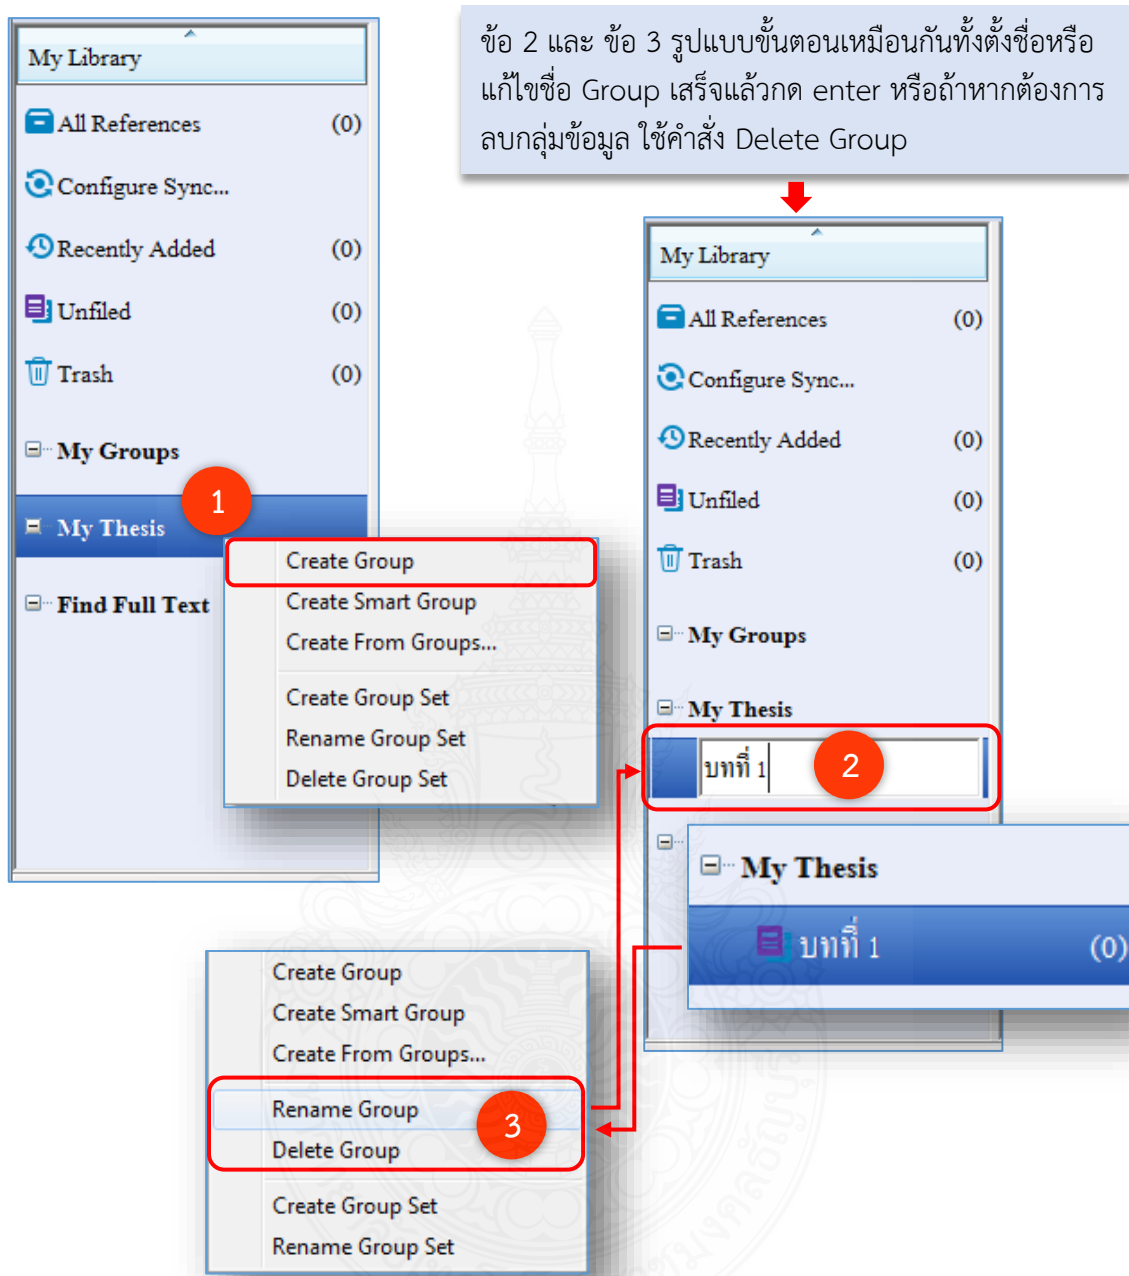 My Library
All References (0)
Configure Sync...
Recently Added (0)
Unfiled (0)
Trash (0)
My Groups
My Thesis
1
Find Full Text
Create Group
Create Smart Group
Create From Groups...
Create Group Set
Rename Group Set
Delete Group Set
ข้อ 2 และ ข้อ 3 รูปแบบขั้นตอนเหมือนกันทั้งตั้งชื่อหรือ
แก้ไขชื่อ Group เสร็จแล้วกด enter หรือถ้าหากต้องการ
ลบกลุ่มข้อมูล ใช้คำสั่ง Delete Group
My Library
All References (0)
Configure Sync...
Recently Added (0)
Unfiled (0)
Trash (0)
My Groups
My Thesis
บทที่ 1
2
My Thesis
บทที่ 1 (0)
Create Group
Create Smart Group
Create From Groups...
Rename Group
3
Delete Group
Create Group Set
Rename Group Set